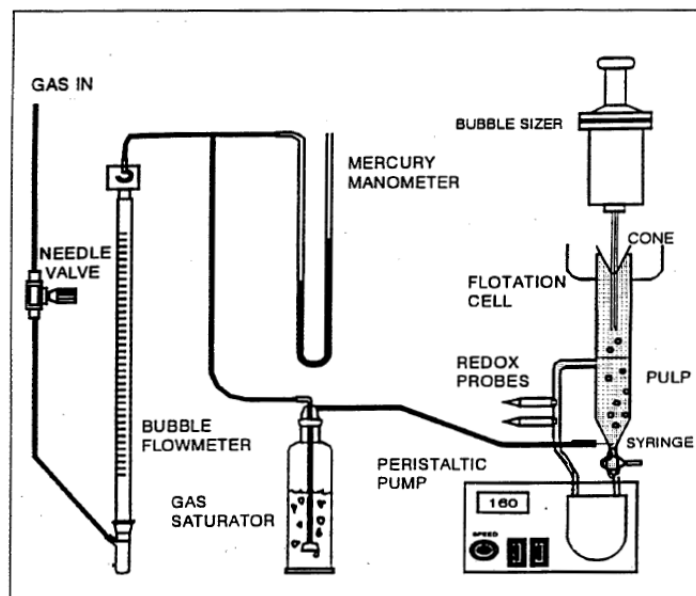 GAS IN
BUBBLE SIZER
MERCURY
MANOMETER
CONE
NEEDLE
VALVE
FLOTATION
CELL
REDOX
PROBES
PULP
BUBBLE
FLOWMETER
SYRINGE
PERISTALTIC
PUMP
GAS
SATURATOR
160
SPEED